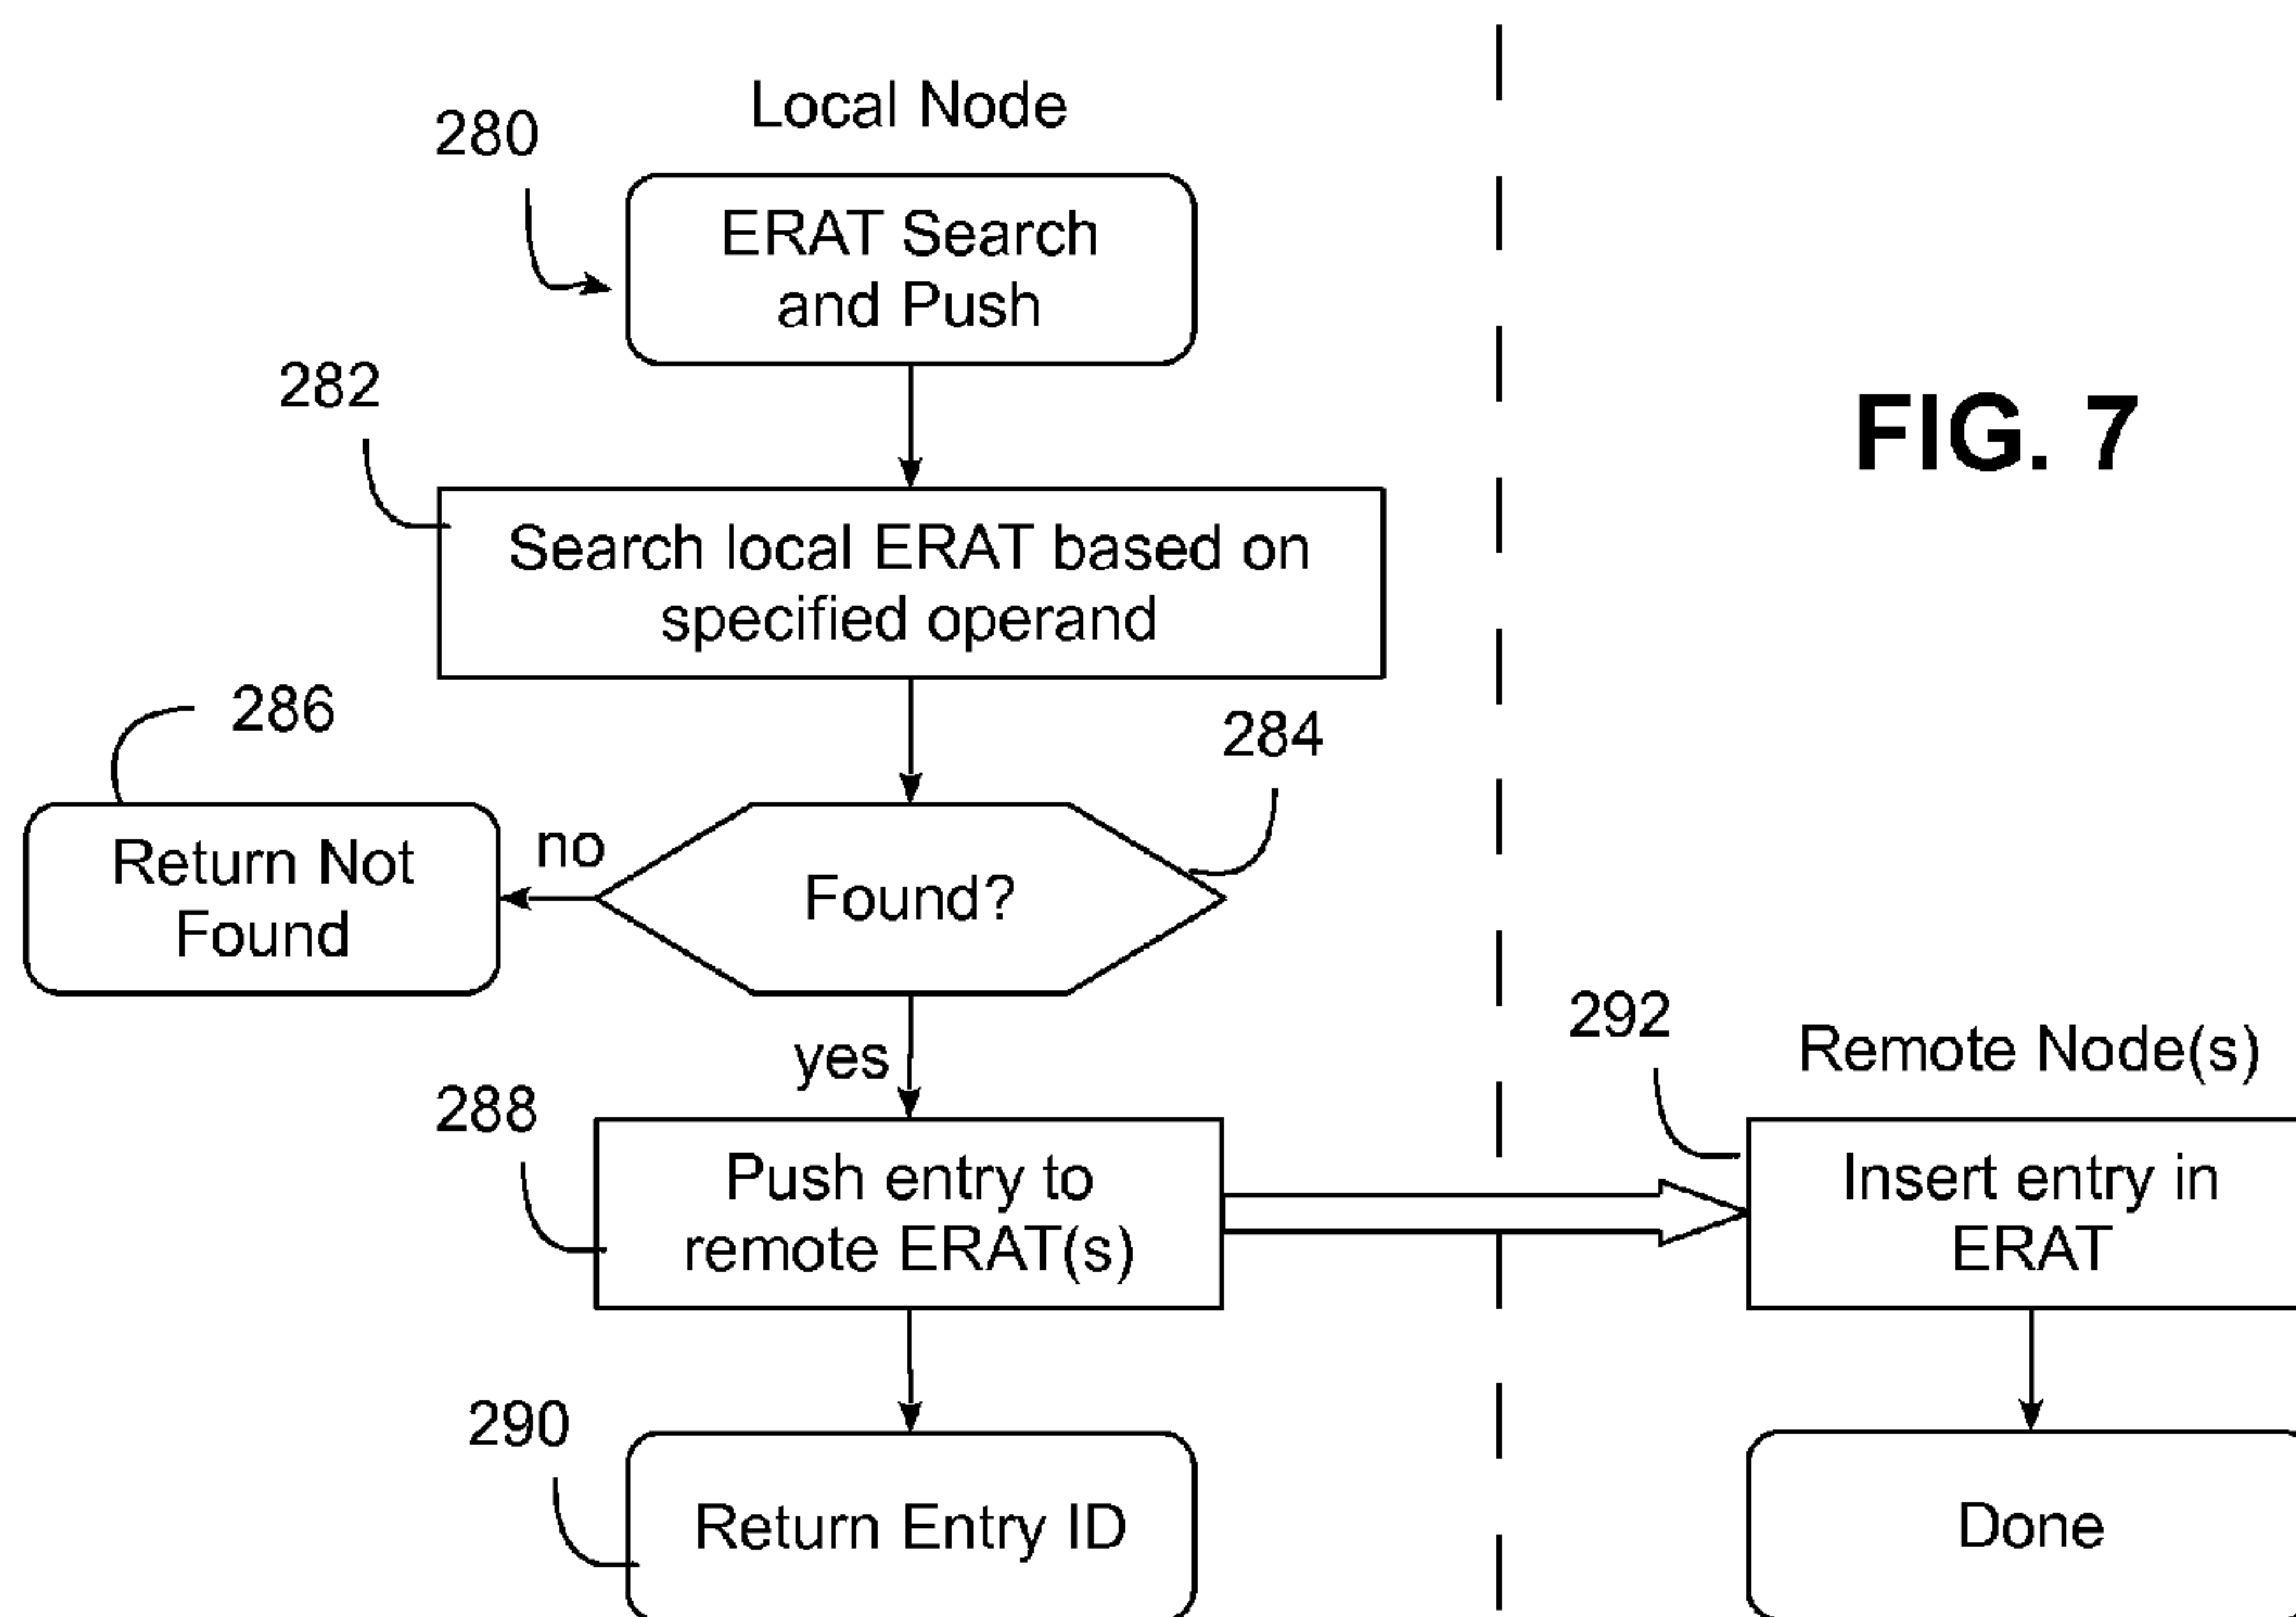 Local Node
280
ERAT Search
and Push
282
FIG. 7
Search local ERAT based on
specified operand
286
284
Return Not
Found
no
Found?
yes
292
Remote Node(s)
288
Push entry to
remote ERAT(s)
Insert entry in
ERAT
290
Return Entry ID
Done